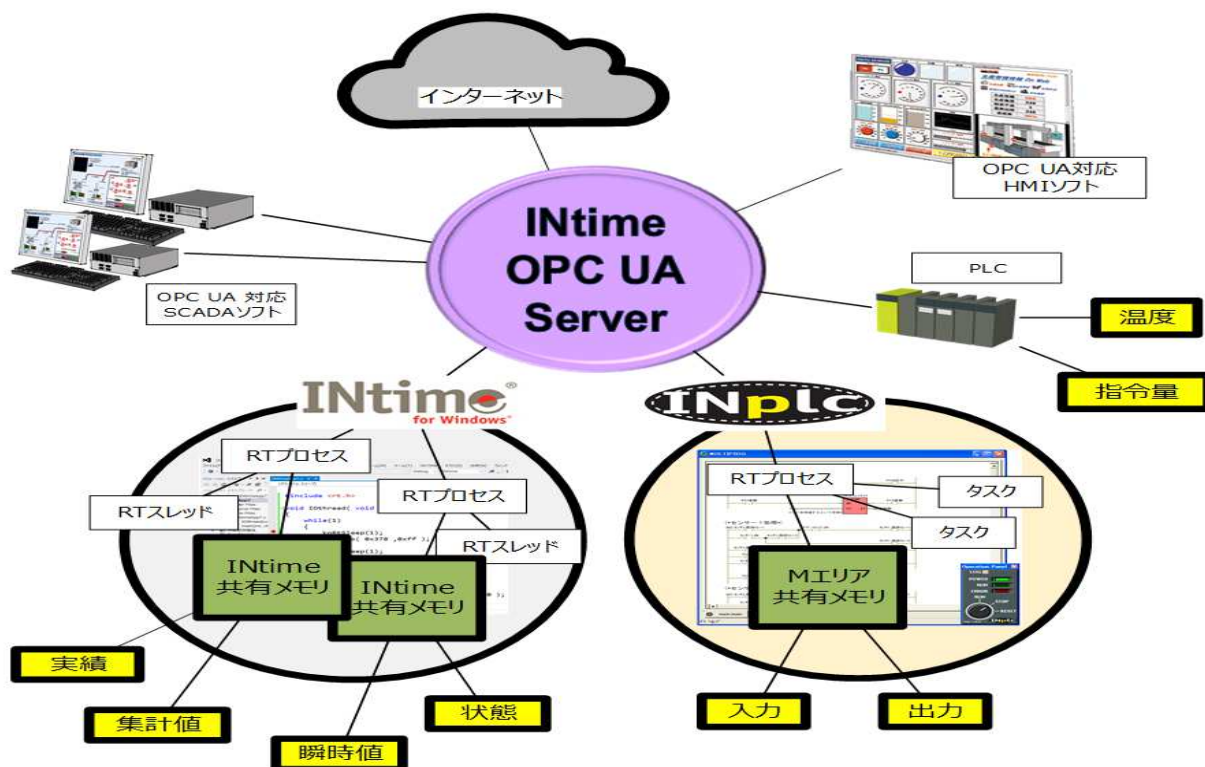 インターネット
OPC UA対応
HMIソフト
INtime
OPC UA
Server
OPC UA 対応
SCADAソフト
PLC
温度
指令量
INtime®
for Windows®
INplc
RTプロセス
RTスレッド
RTプロセス
RTスレッド
#include <rt.h>
while(1)
INtime
共有メモリ
INtime
共有メモリ
RTプロセス
タスク
タスク
Mエリア
共有メモリ
Operation Panel
実績
集計値
瞬時値
状態
入力
出力